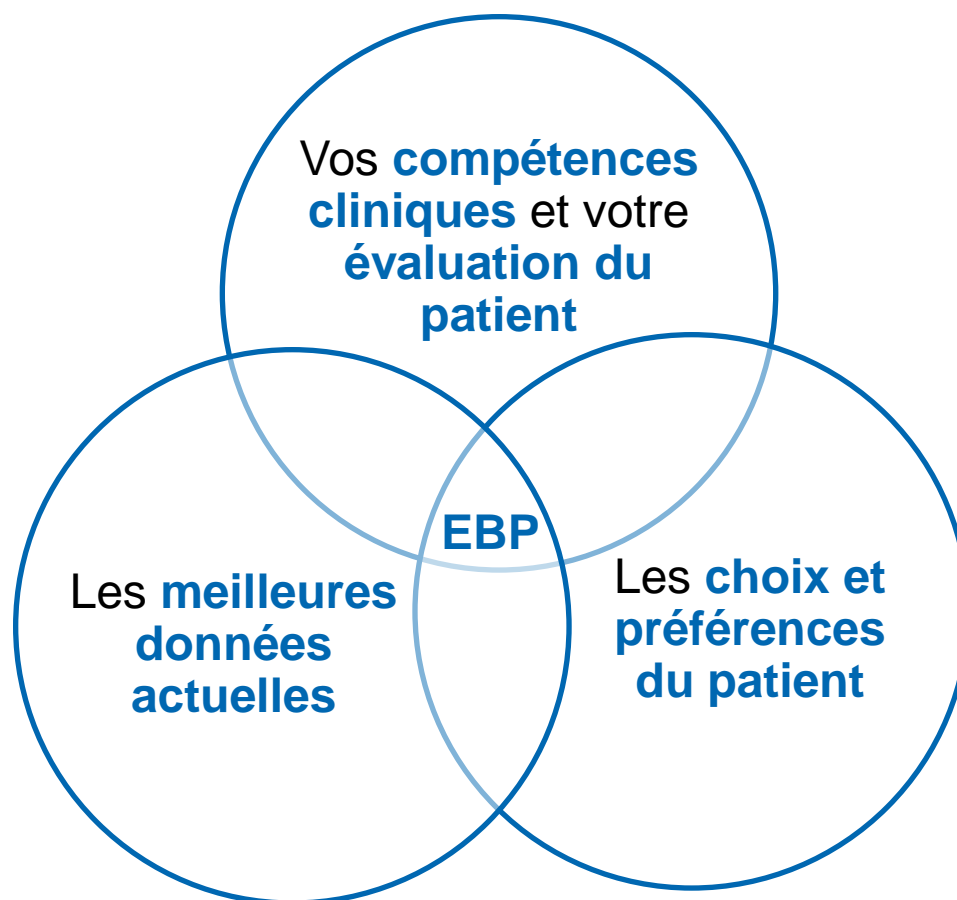 Vos compétences
cliniques et votre
évaluation du
patient
EBP
Les meilleures
données
actuelles
Les choix et
préférences
du patient